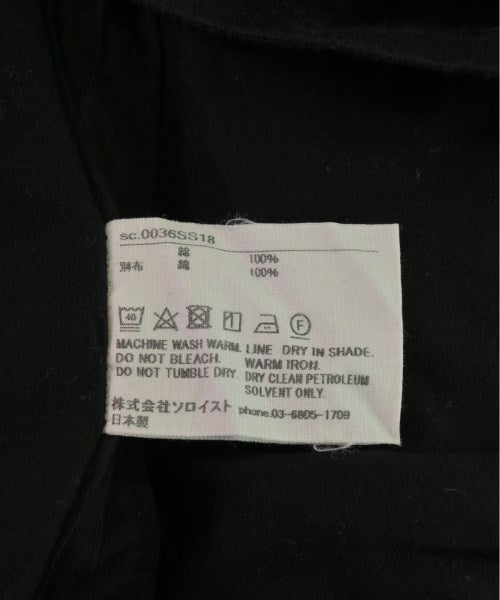 sc.0036SS18
綿 100%
別布 綿 100%
40 F
MACHINE WASH WARM. LINE DRY IN SHADE.
DO NOT BLEACH. WARM IRON.
DO NOT TUMBLE DRY. DRY CLEAN PETROLEUM
SOLVENT ONLY.
株式会社ソロイスト phone.03-6805-1709
日本製